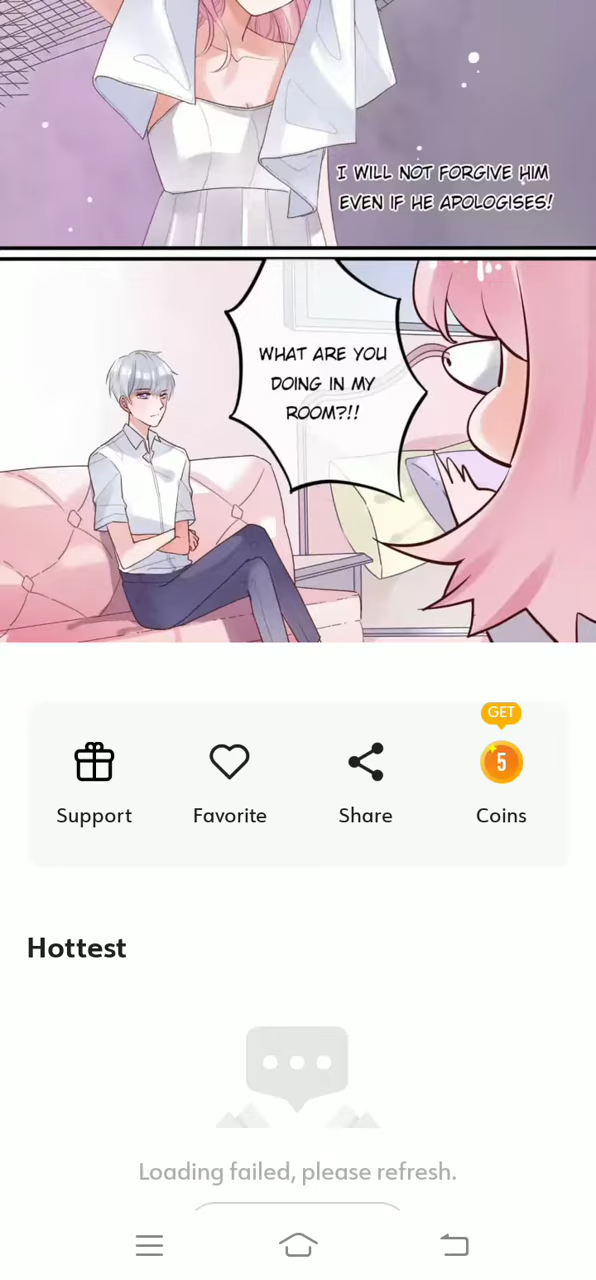 I WILL NOT FORGIVE HIM
EVEN IF HE APOLOGISES!
WHAT ARE YOU
DOING IN MY
ROOM?!!
GET
5
Support
Favorite
Share
Coins
Hottest
Loading failed, please refresh.